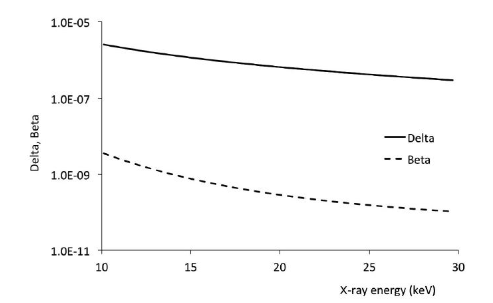 1.0E-05
1.0E-07
1.0E-09
1.0E-11
Delta, Beta
Delta
Beta
10 15 20 25 30
X-ray energy (keV)